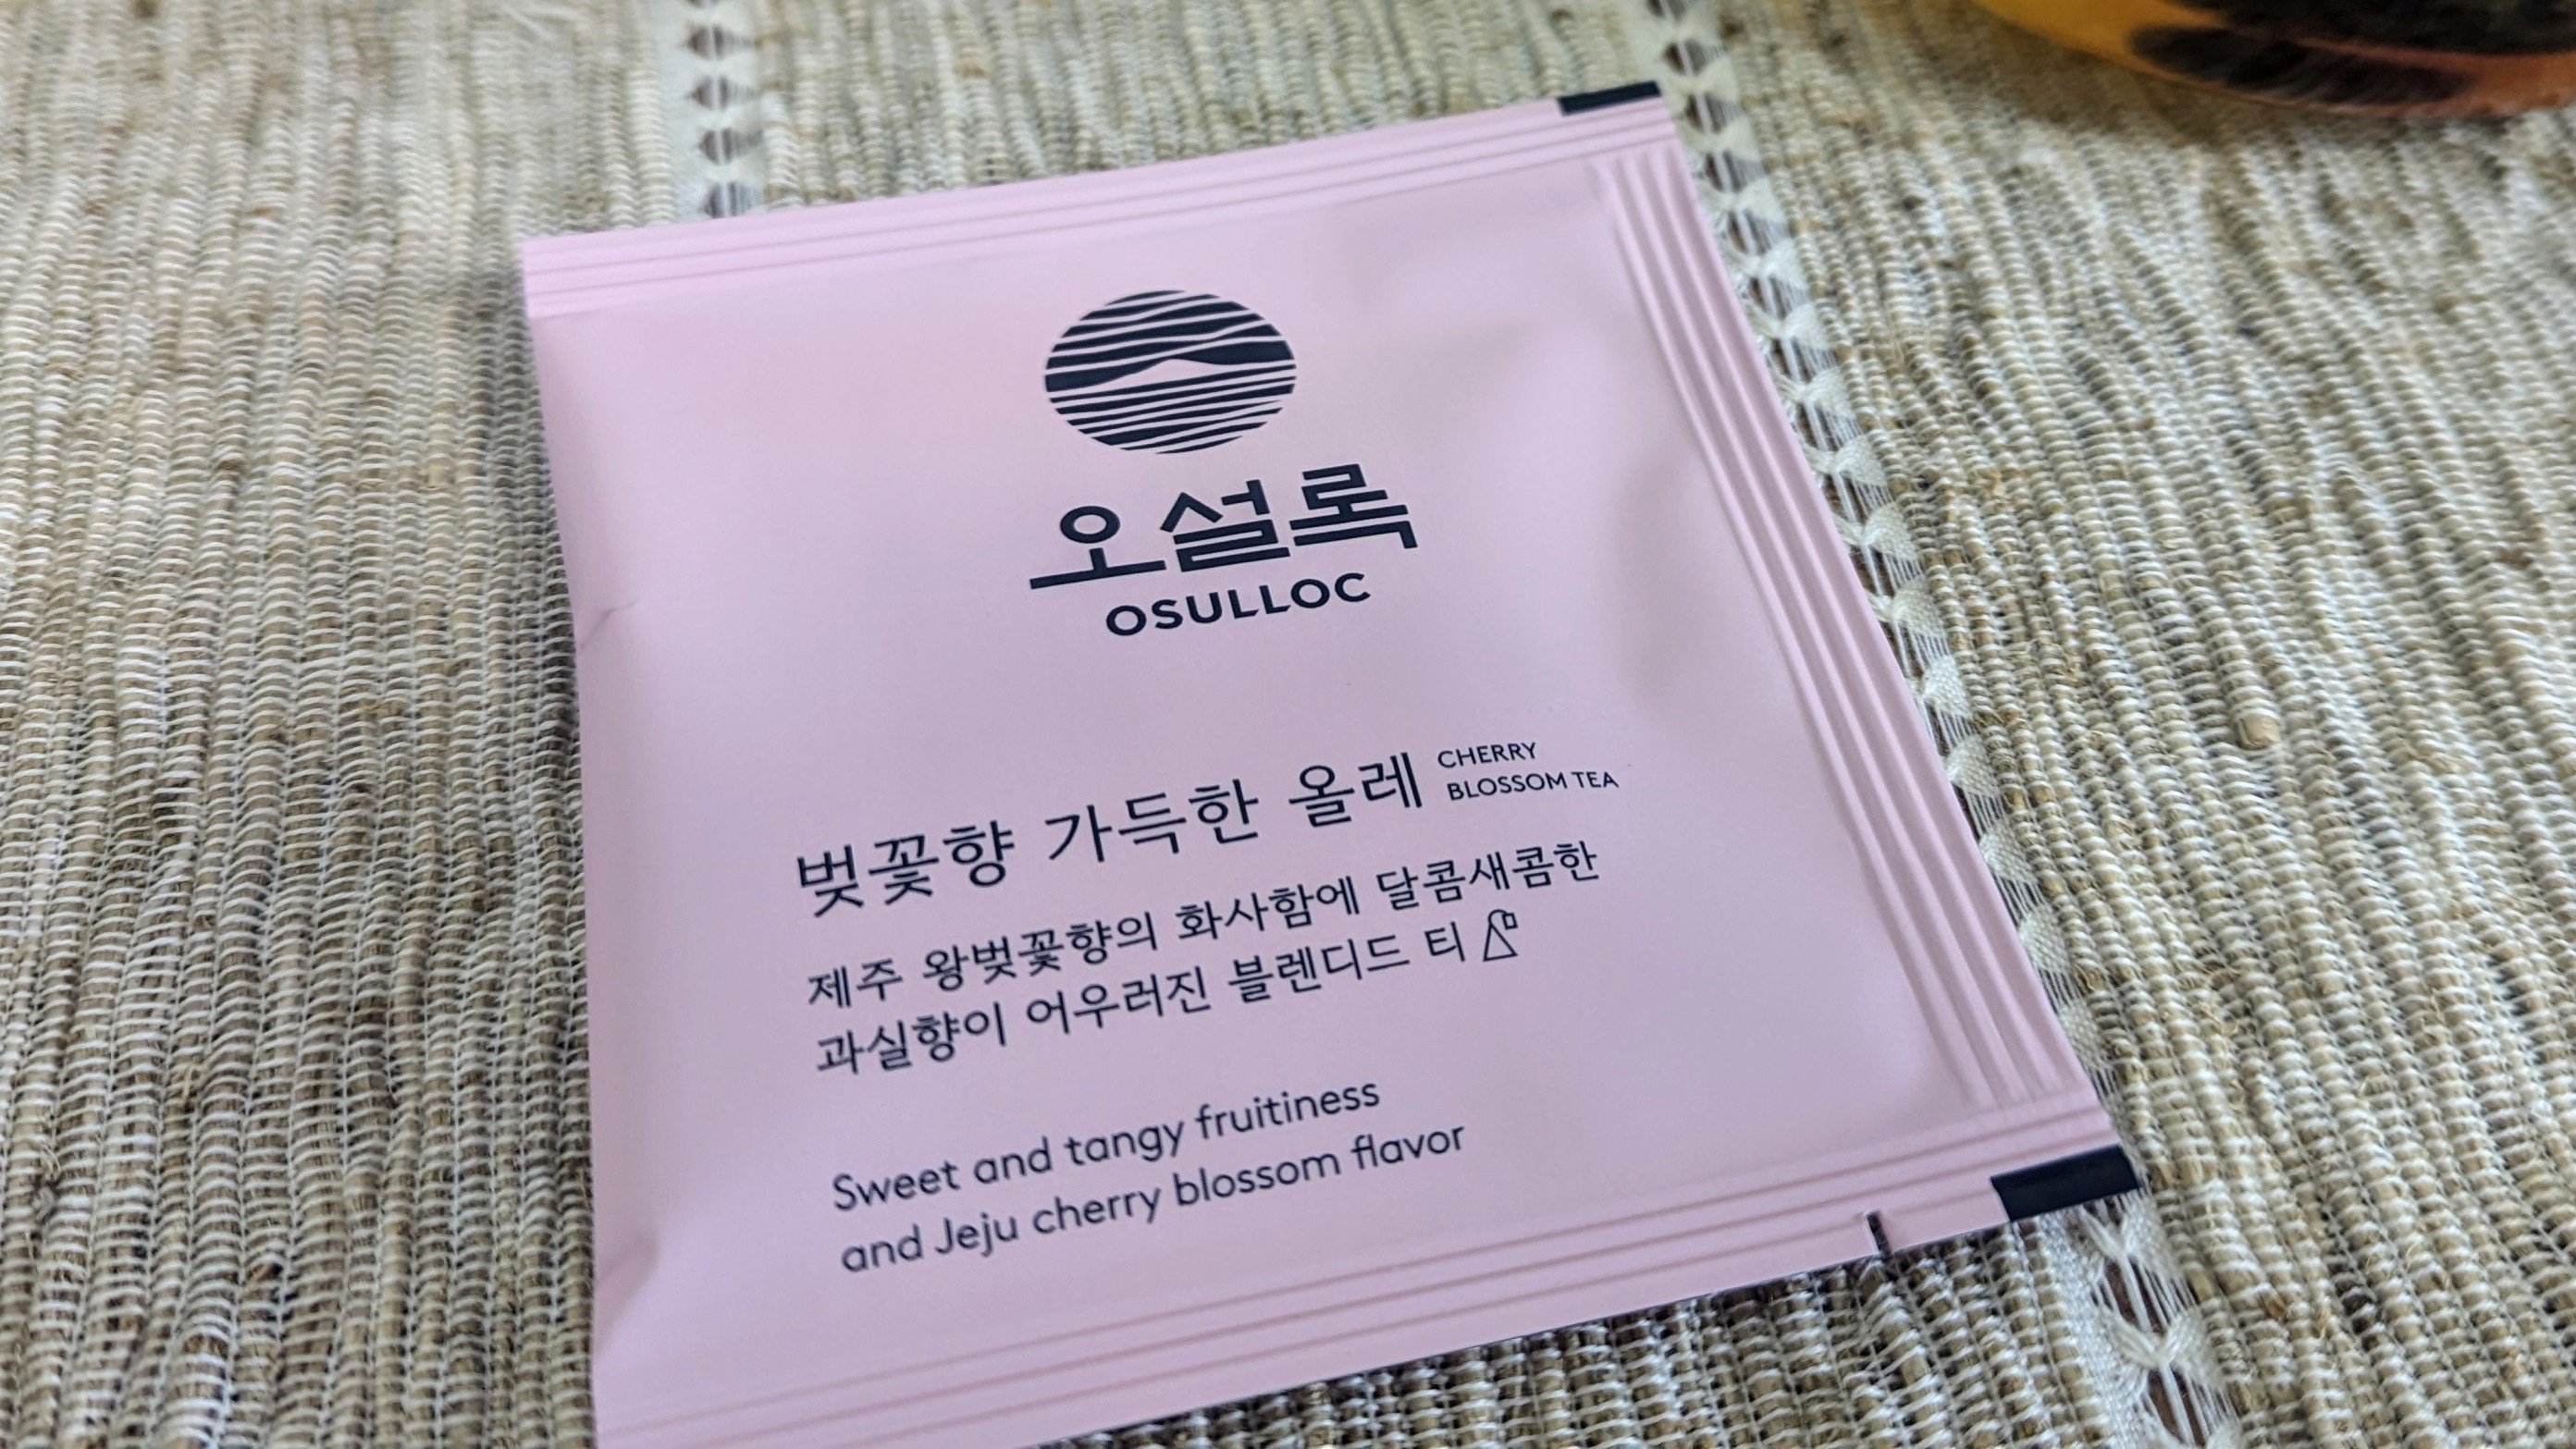 오설록
OSULLOC
벚꽃향 가득한 올레 CHERRY
BLOSSOM TEA
제주 왕벚꽃향의 화사함에 달콤새콤한
과실향이 어우러진 블렌디드 티
Sweet and tangy fruitiness
and Jeju cherry blossom flavor